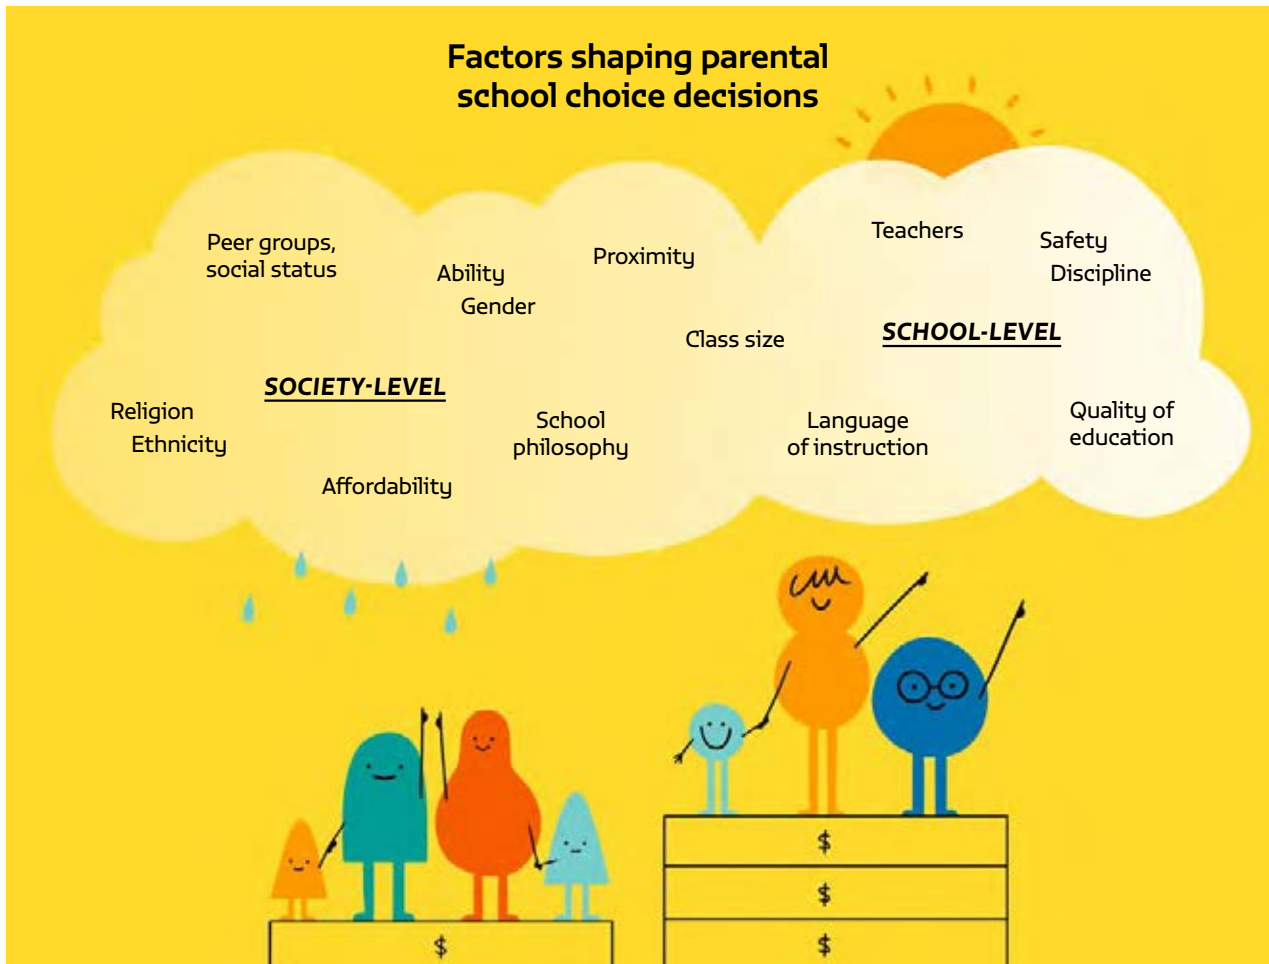 Factors shaping parental
school choice decisions
Peer groups,
social status
Ability
Gender
Proximity
Teachers
Safety
Discipline
Class size
SCHOOL-LEVEL
SOCIETY-LEVEL
Religion
Ethnicity
Affordability
School
philosophy
Language
of instruction
Quality of
education
$
$
$
$